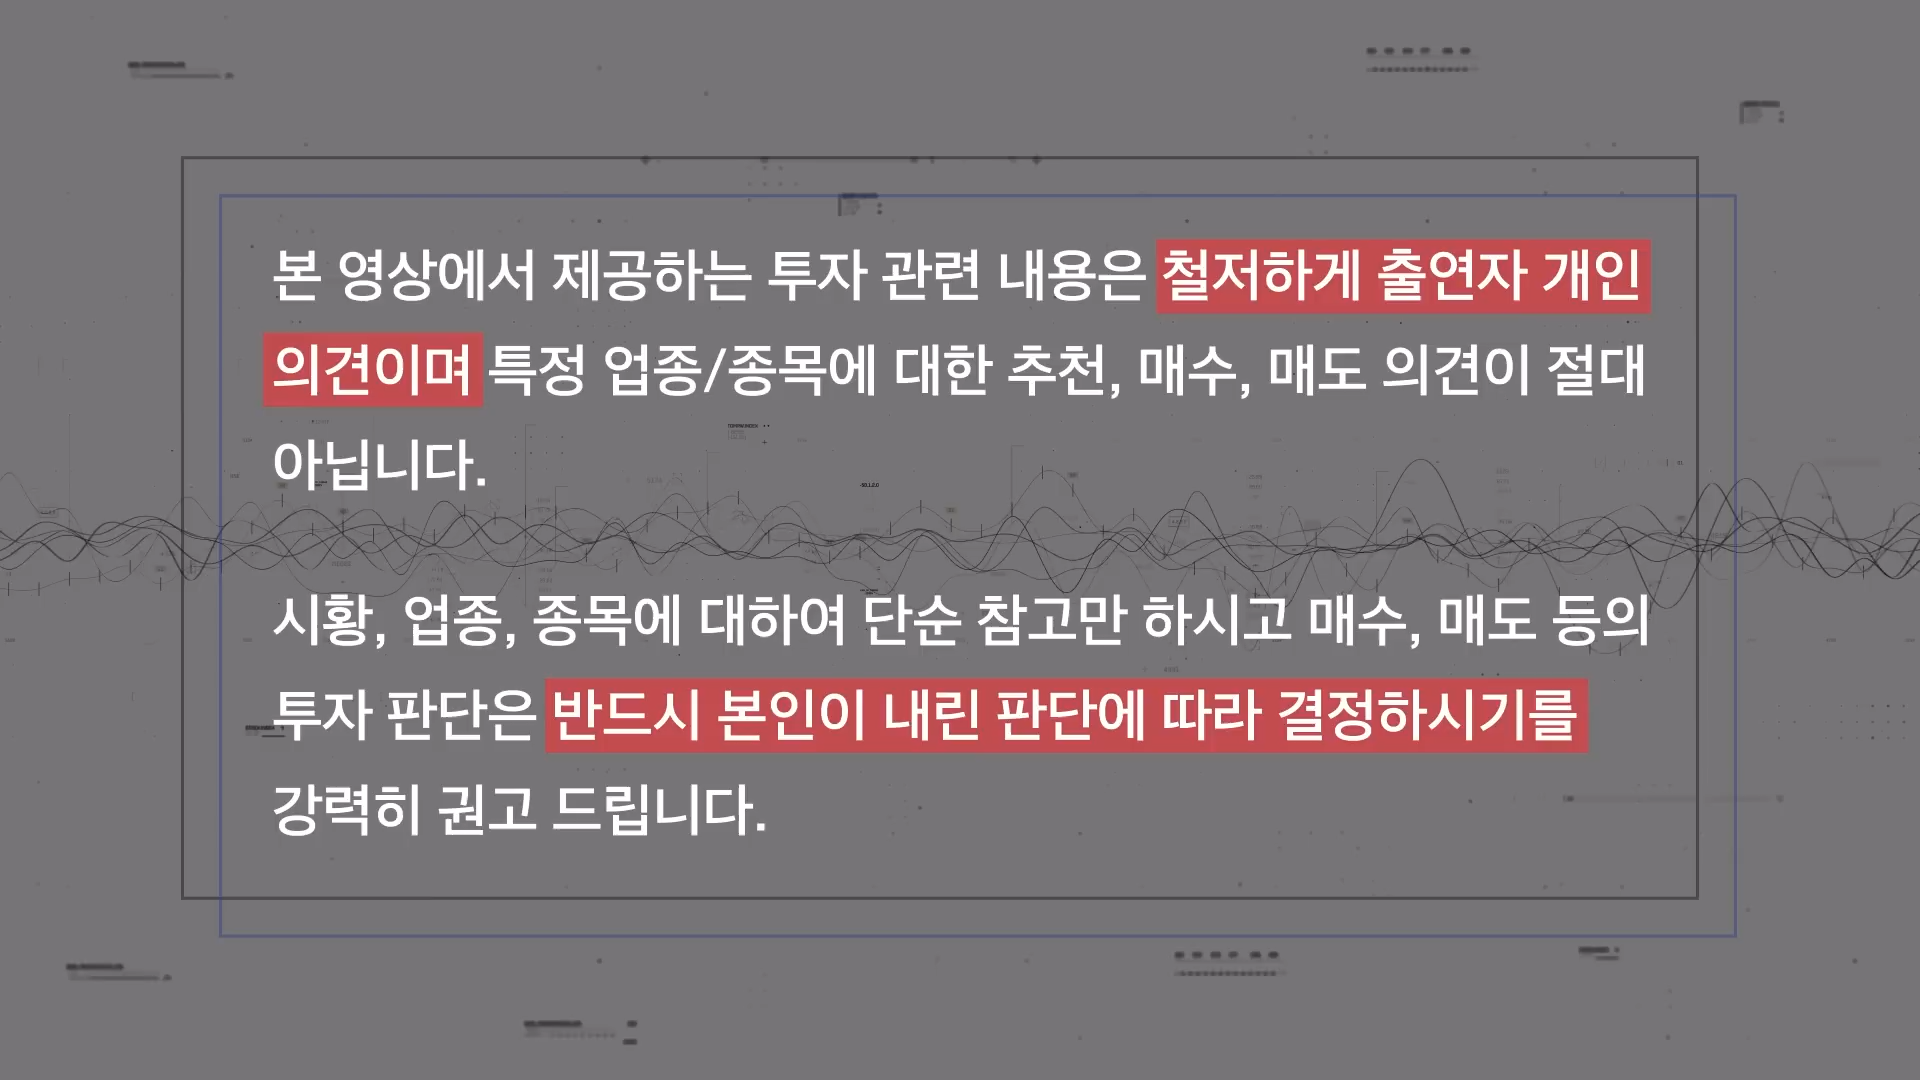 본 영상에서 제공하는 투자 관련 내용은 철저하게 출연자 개인
의견이며 특정 업종/종목에 대한 추천, 매수, 매도 의견이 절대
아닙니다.
시황, 업종, 종목에 대하여 단순 참고만 하시고 매수, 매도 등의
투자 판단은 반드시 본인이 내린 판단에 따라 결정하시기를
강력히 권고 드립니다.